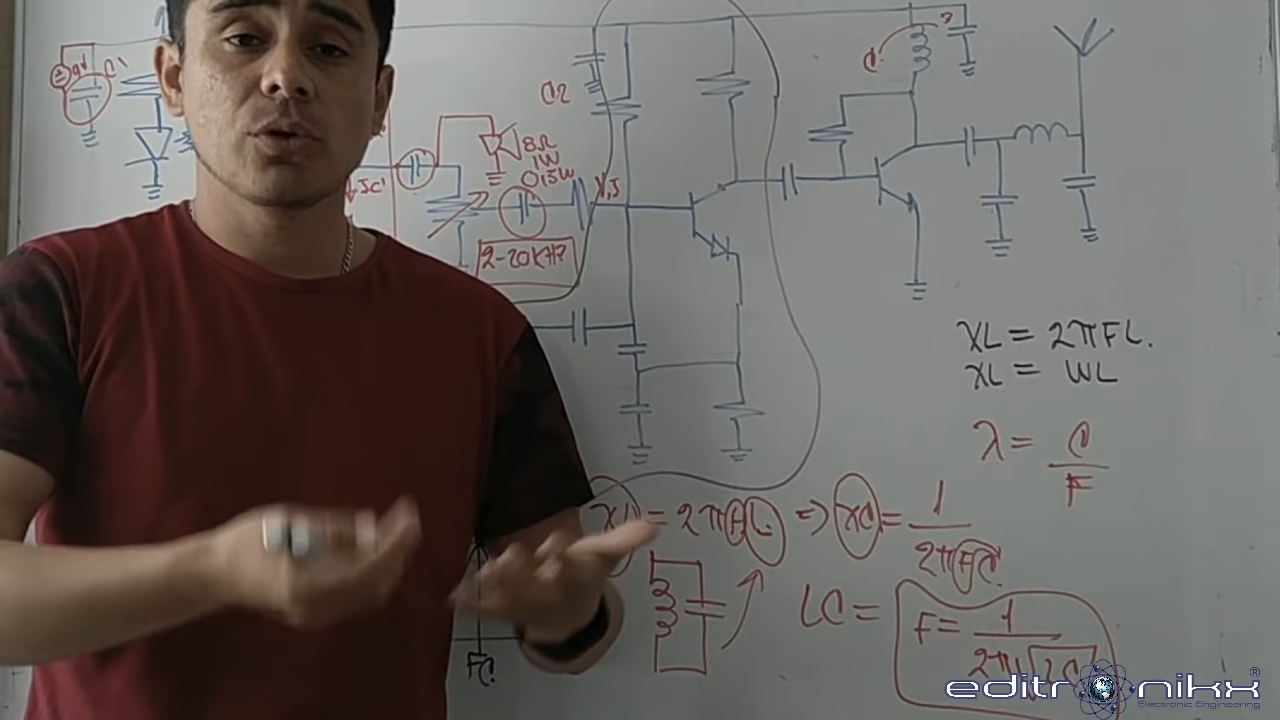 9V C1
C2
8Ω
1W
0,5W
2-20KHz
XL = 2πFL.
XL = WL
λ = C/F
XL = 2πFL => XC = 1/2πFC
LC = F = 1/2π√LC
FC.
editronikx®
Electronic Engineering